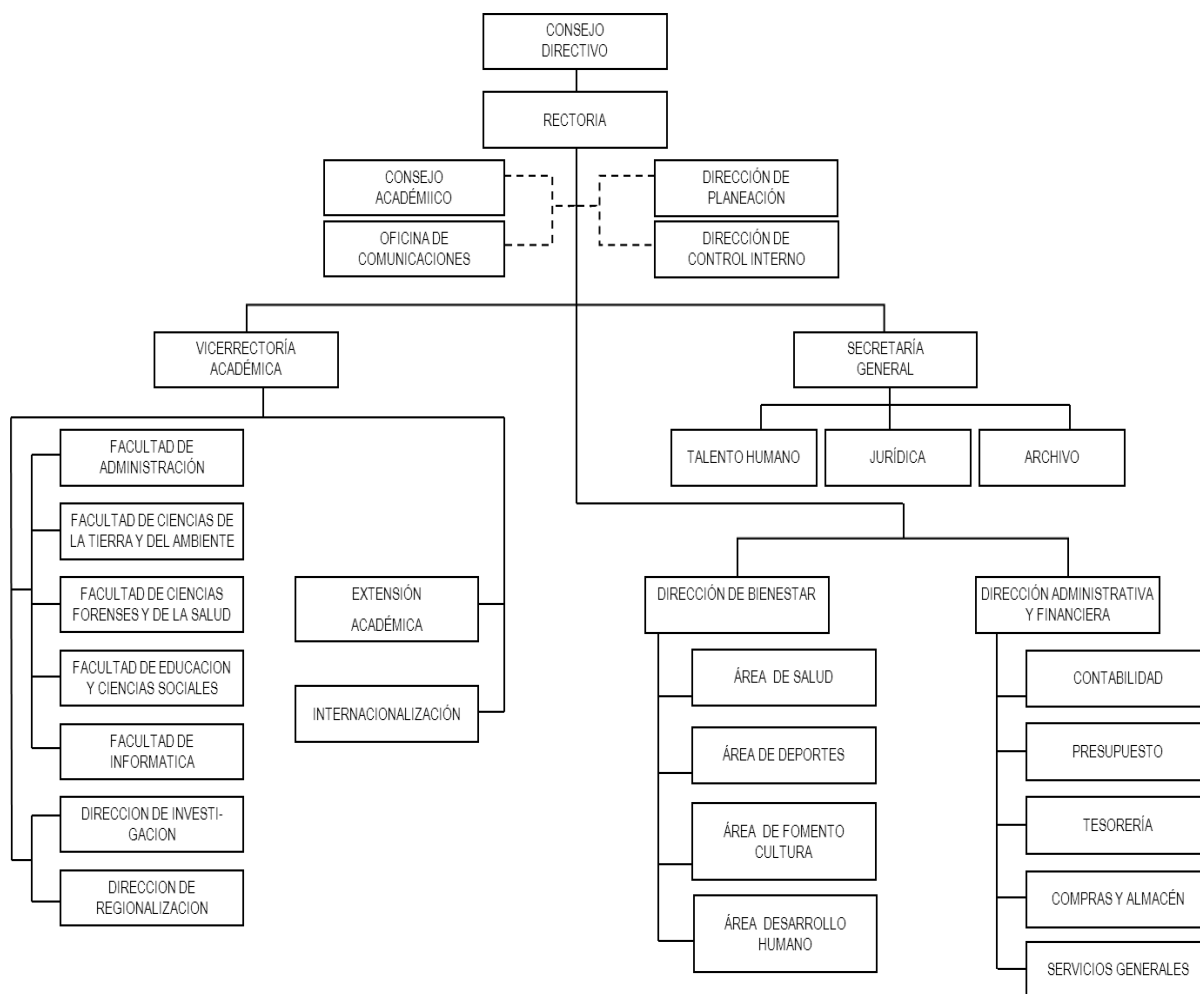 CONSEJO
DIRECTIVO
RECTORIA
CONSEJO
ACADÉMIICO
DIRECCIÓN DE
PLANEACIÓN
OFICINA DE
COMUNICACIONES
DIRECCIÓN DE
CONTROL INTERNO
VICERRECTORÍA
ACADÉMICA
SECRETARÍA
GENERAL
FACULTAD DE
ADMINISTRACIÓN
FACULTAD DE CIENCIAS DE
LA TIERRA Y DEL AMBIENTE
FACULTAD DE CIENCIAS
FORENSES Y DE LA SALUD
FACULTAD DE EDUCACION
Y CIENCIAS SOCIALES
FACULTAD DE
INFORMATICA
DIRECCION DE INVESTI-
GACION
DIRECCION DE
REGIONALIZACION
EXTENSIÓN
ACADÉMICA
INTERNACIONALIZACIÓN
TALENTO HUMANO
JURÍDICA
ARCHIVO
DIRECCIÓN DE BIENESTAR
ÁREA DE SALUD
ÁREA DE DEPORTES
ÁREA DE FOMENTO
CULTURA
ÁREA DESARROLLO
HUMANO
DIRECCIÓN ADMINISTRATIVA
Y FINANCIERA
CONTABILIDAD
PRESUPUESTO
TESORERÍA
COMPRAS Y ALMACÉN
SERVICIOS GENERALES